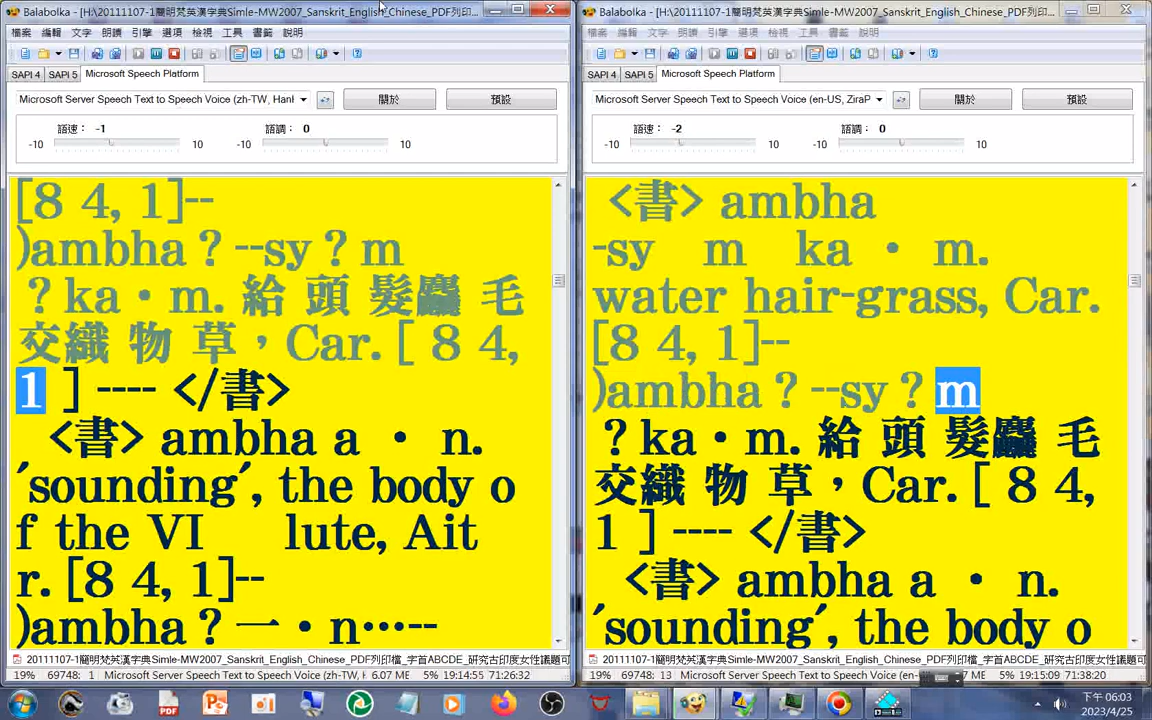 Balabolka - [H:\20111107-1簡明梵英漢字典Simle-MW2007_Sanskrit_English_Chinese_PDF列印...
檔案 編輯 文字 朗讀 引擎 選項 檢視 工具 書籤 說明
SAPI 4 SAPI 5 Microsoft Speech Platform
Microsoft Server Speech Text to Speech Voice (zh-TW, Hanl 關於 預設
語速： -1 語調： 0
-10 10 -10 10
[8 4, 1]--
)ambha？--sy？m
？ka•m. 給 頭 髮 毛
交織 物 草，Car. [ 8 4,
1 ] ---- </書>
<書> ambha a • n.
'sounding', the body o
f the VI lute, Ait
r. [8 4, 1]--
)ambha？一•n…--
20111107-1簡明梵英漢字典Simle-MW2007_Sanskrit_English_Chinese_PDF列印檔_字首ABCDE_研究古印度女性議題可
19% 69748: 1 Microsoft Server Speech Text to Speech Voice (zh-TW, H 6.07 ME 5% 19:14:55 71:26:32
Balabolka - [H:\20111107-1簡明梵英漢字典Simle-MW2007_Sanskrit_English_Chinese_PDF列印...
檔案 編輯 文字 朗讀 引擎 選項 檢視 工具 書籤 說明
SAPI 4 SAPI 5 Microsoft Speech Platform
Microsoft Server Speech Text to Speech Voice (en-US, ZiraP 關於 預設
語速： -2 語調： 0
-10 10 -10 10
<書> ambha
-sy m ka • m.
water hair-grass, Car.
[8 4, 1]--
)ambha？--sy？m
？ka•m. 給 頭 髮 毛
交織 物 草，Car. [ 8 4,
1 ] ---- </書>
<書> ambha a • n.
'sounding', the body o
20111107-1簡明梵英漢字典Simle-MW2007_Sanskrit_English_Chinese_PDF列印檔_字首ABCDE_研究古印度女性議題可
19% 69748: 13 Microsoft Server Speech Text to Speech Voice ME 5% 19:15:09 71:38:20
下午 06:03
2023/4/25